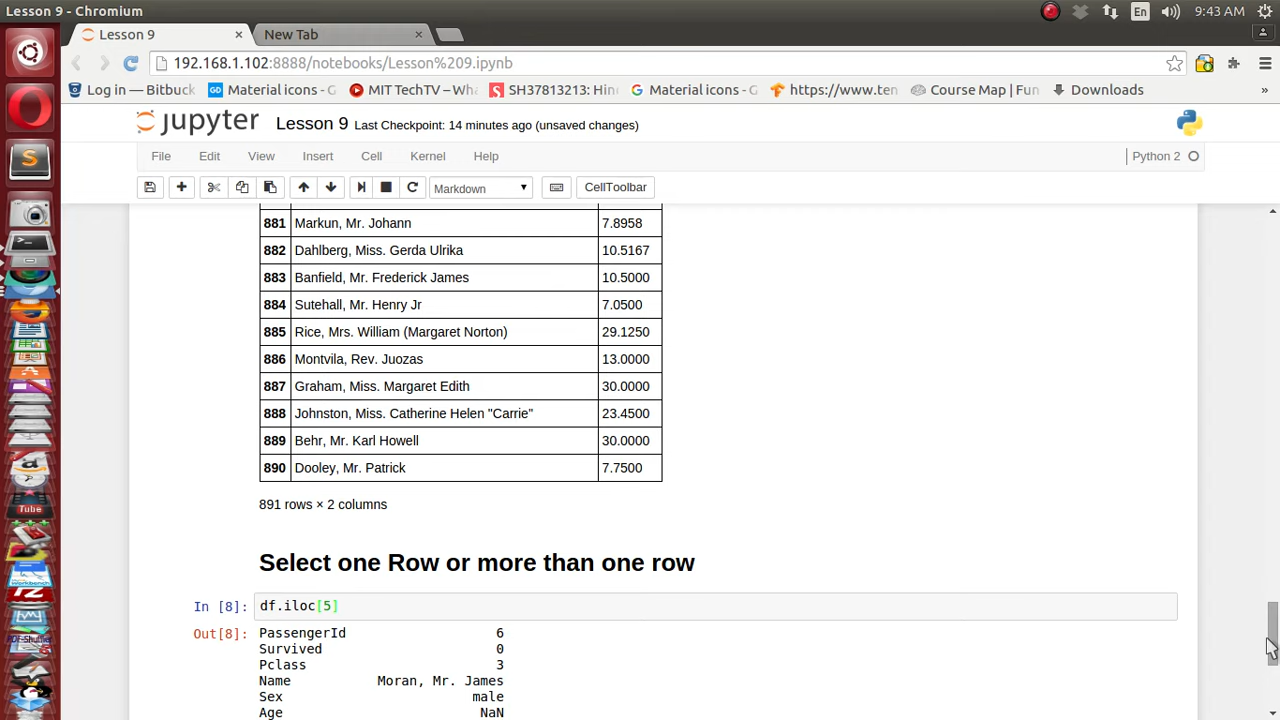 Lesson 9 - Chromium
En
9:43 AM
Lesson 9
New Tab
192.168.1.102:8888/notebooks/Lesson%209.ipynb
Log in — Bitbuck
Material icons - G
MIT TechTV – Wha
SH37813213: Hin
Material icons - G
https://www.ten
Course Map | Fun
Downloads
»
jupyter
Lesson 9 Last Checkpoint: 14 minutes ago (unsaved changes)
File Edit View Insert Cell Kernel Help
Python 2
Markdown
CellToolbar
881 Markun, Mr. Johann 7.8958
882 Dahlberg, Miss. Gerda Ulrika 10.5167
883 Banfield, Mr. Frederick James 10.5000
884 Sutehall, Mr. Henry Jr 7.0500
885 Rice, Mrs. William (Margaret Norton) 29.1250
886 Montvila, Rev. Juozas 13.0000
887 Graham, Miss. Margaret Edith 30.0000
888 Johnston, Miss. Catherine Helen "Carrie" 23.4500
889 Behr, Mr. Karl Howell 30.0000
890 Dooley, Mr. Patrick 7.7500
891 rows × 2 columns
Select one Row or more than one row
In [8]: df.iloc[5]
Out[8]: PassengerId 6
Survived 0
Pclass 3
Name Moran, Mr. James
Sex male
Age NaN